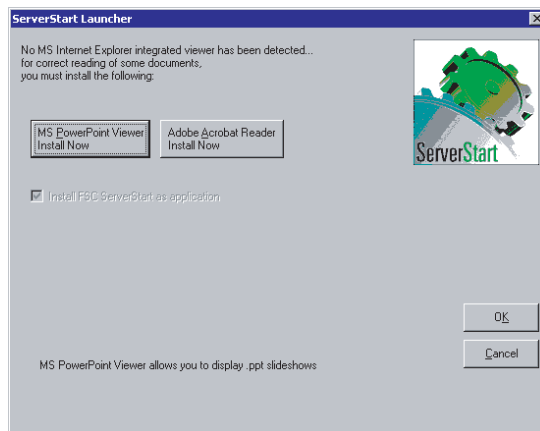 ServerStart Launcher
No MS Internet Explorer integrated viewer has been detected...
for correct reading of some documents,
you must install the following:
MS PowerPoint Viewer
Install Now
Adobe Acrobat Reader
Install Now
ServerStart
Install FSC ServerStart as application
OK
Cancel
MS PowerPoint Viewer allows you to display .ppt slideshows